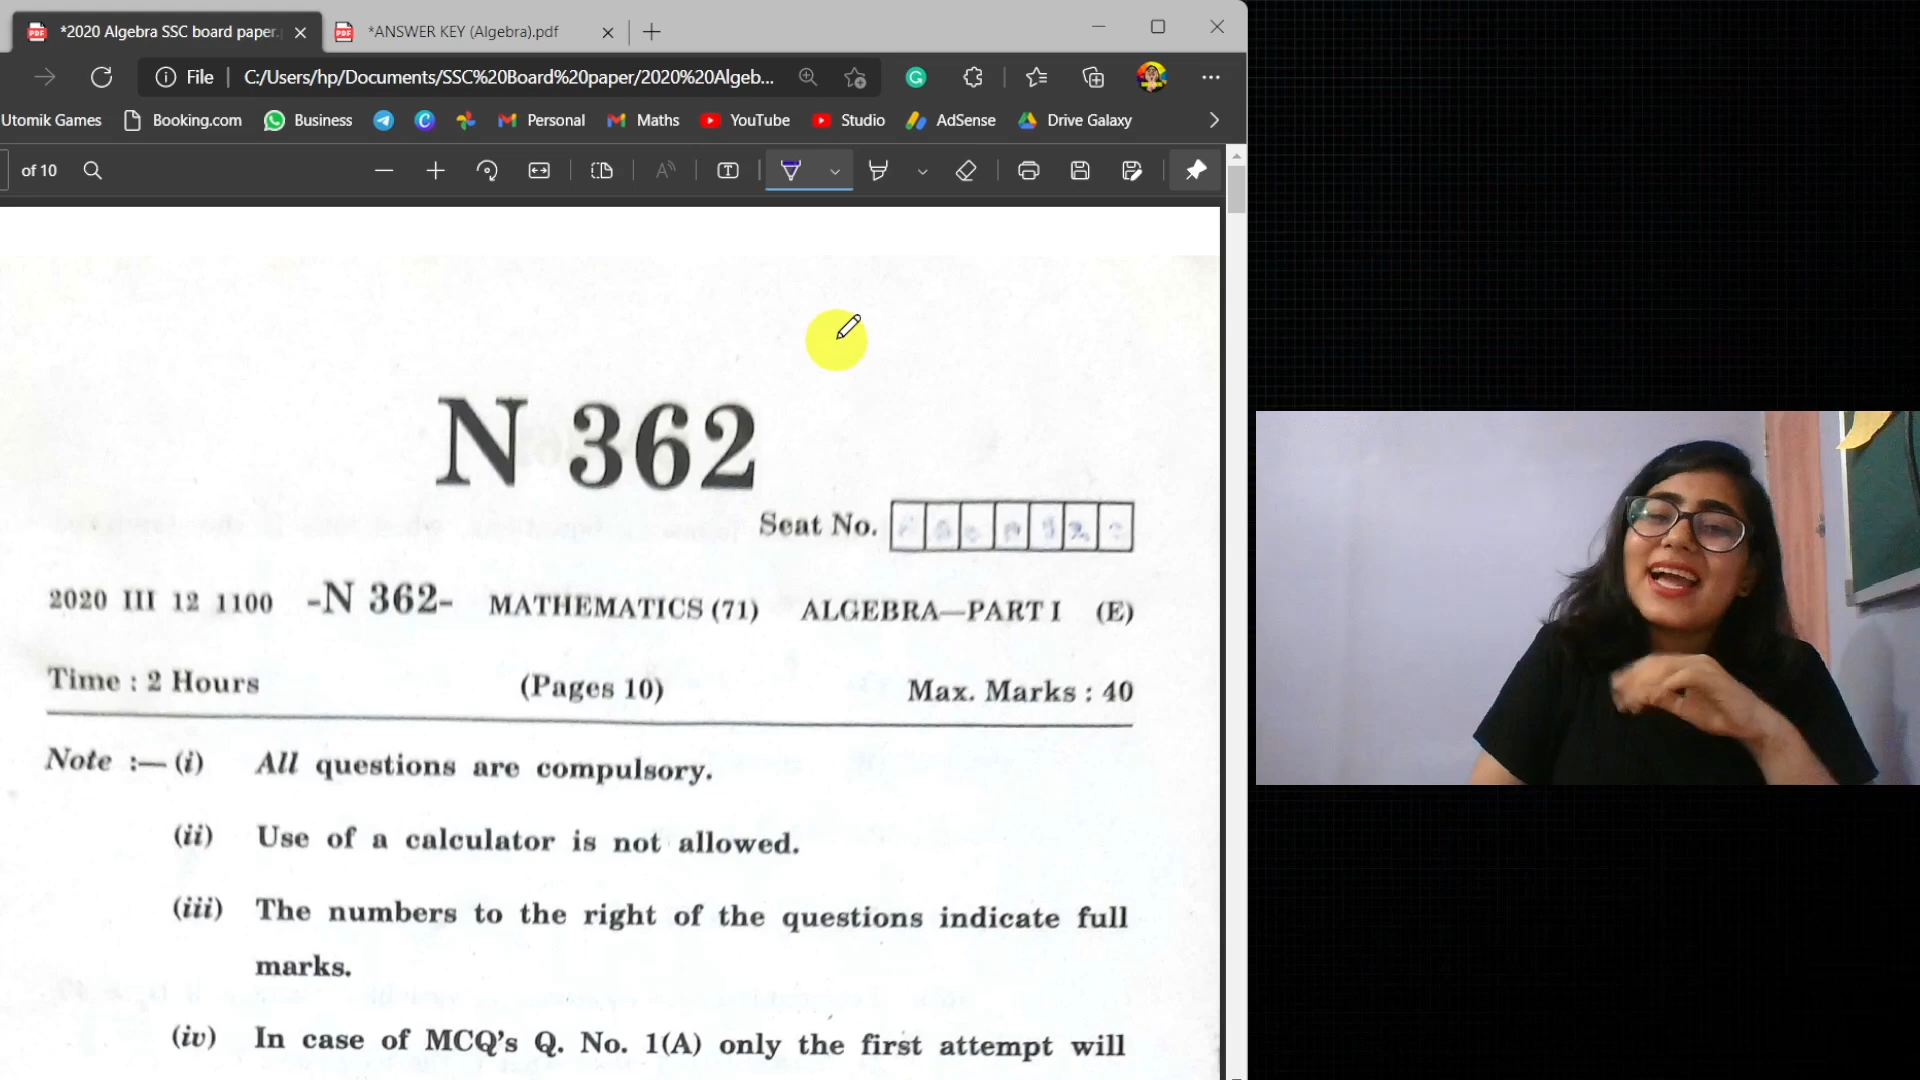 *2020 Algebra SSC board paper.
*ANSWER KEY (Algebra).pdf
File
C:/Users/hp/Documents/SSC%20Board%20paper/2020%20Algeb...
Utomik Games
Booking.com
Business
Personal
Maths
YouTube
Studio
AdSense
Drive Galaxy
of 10
N 362
Seat No.
2020 III 12 1100 -N 362- MATHEMATICS (71) ALGEBRA—PART I (E)
Time : 2 Hours (Pages 10) Max. Marks : 40
Note :— (i) All questions are compulsory.
(ii) Use of a calculator is not allowed.
(iii) The numbers to the right of the questions indicate full
marks.
(iv) In case of MCQ's Q. No. 1(A) only the first attempt will